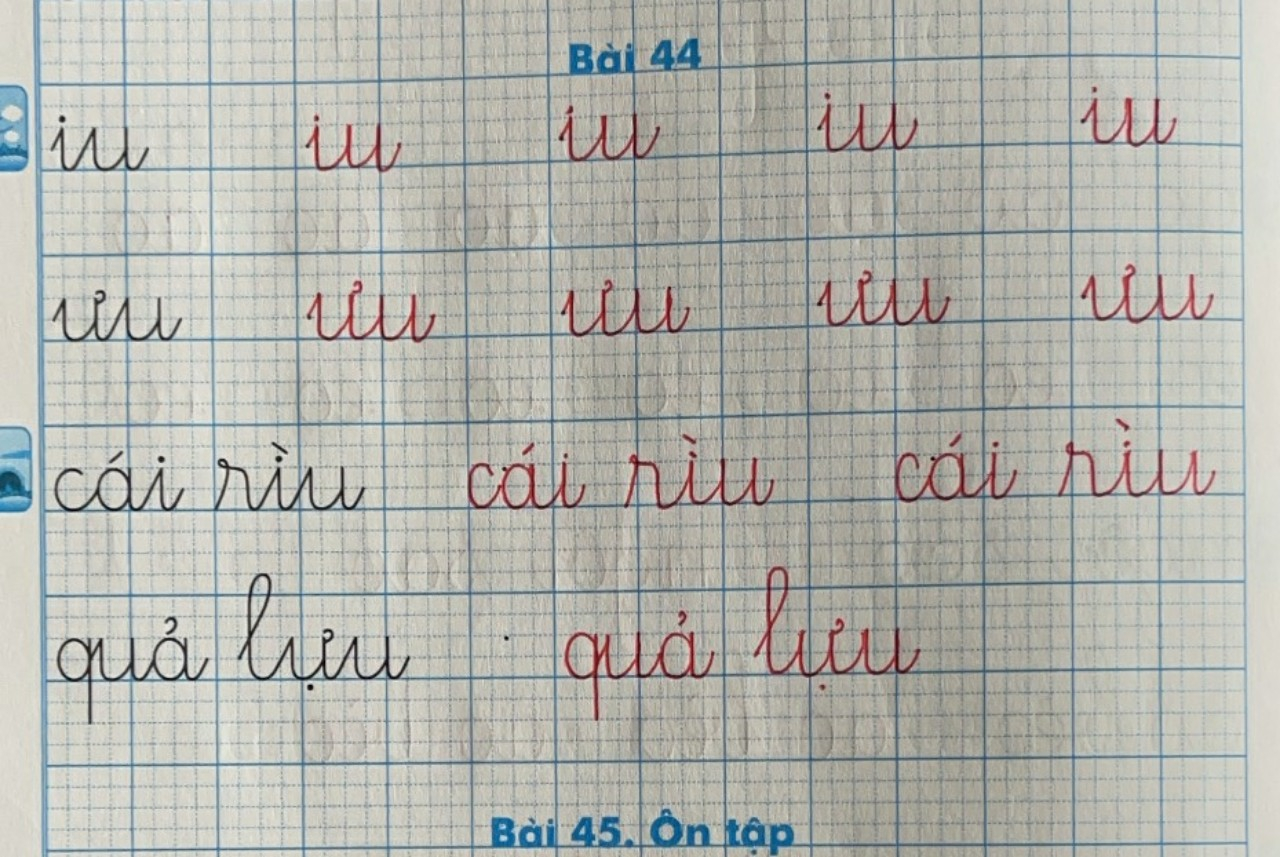 Bài 44
iu iu iu iu iu
ưu ưu ưu ưu ưu
cái rìu cái rìu cái rìu
quả lựu quả lựu
Bài 45. Ôn tập